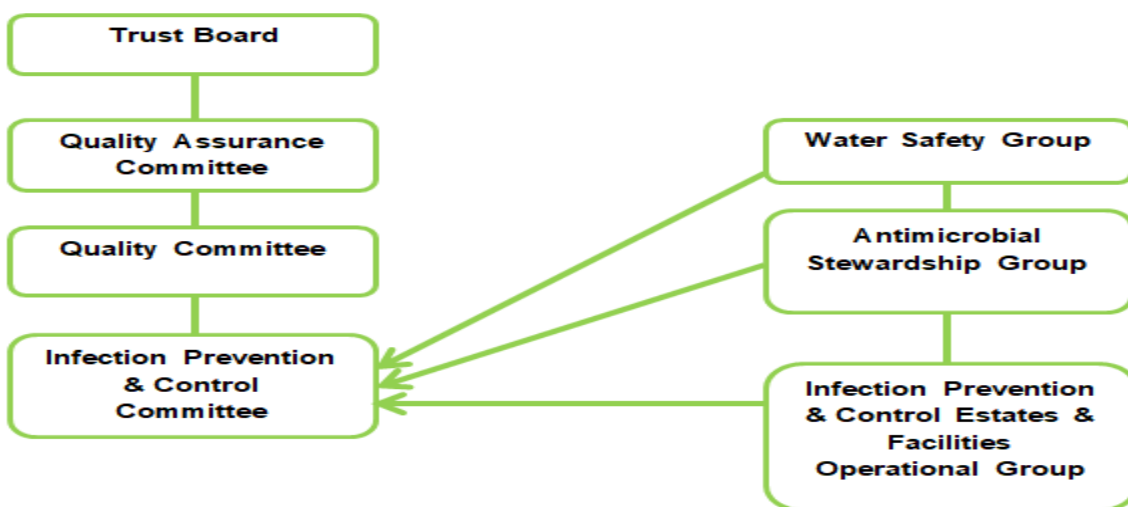 Trust Board
Quality Assurance
Committee
Quality Committee
Infection Prevention
& Control
Committee
Water Safety Group
Antimicrobial
Stewardship Group
Infection Prevention
& Control Estates &
Facilities
Operational Group